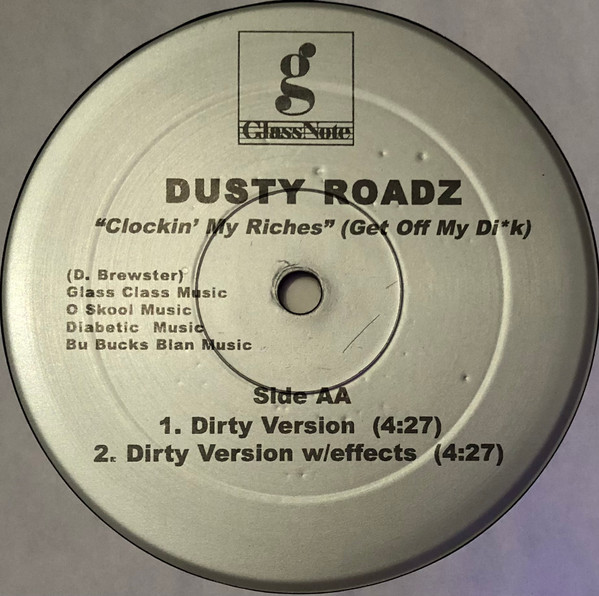 g
GlassNote
DUSTY ROADZ
“Clockin’ My Riches” (Get Off My Di*k)
(D. Brewster)
Glass Class Music
O Skool Music
Diabetic Music
Bu Bucks Blan Music
Side AA
1. Dirty Version (4:27)
2. Dirty Version w/effects (4:27)